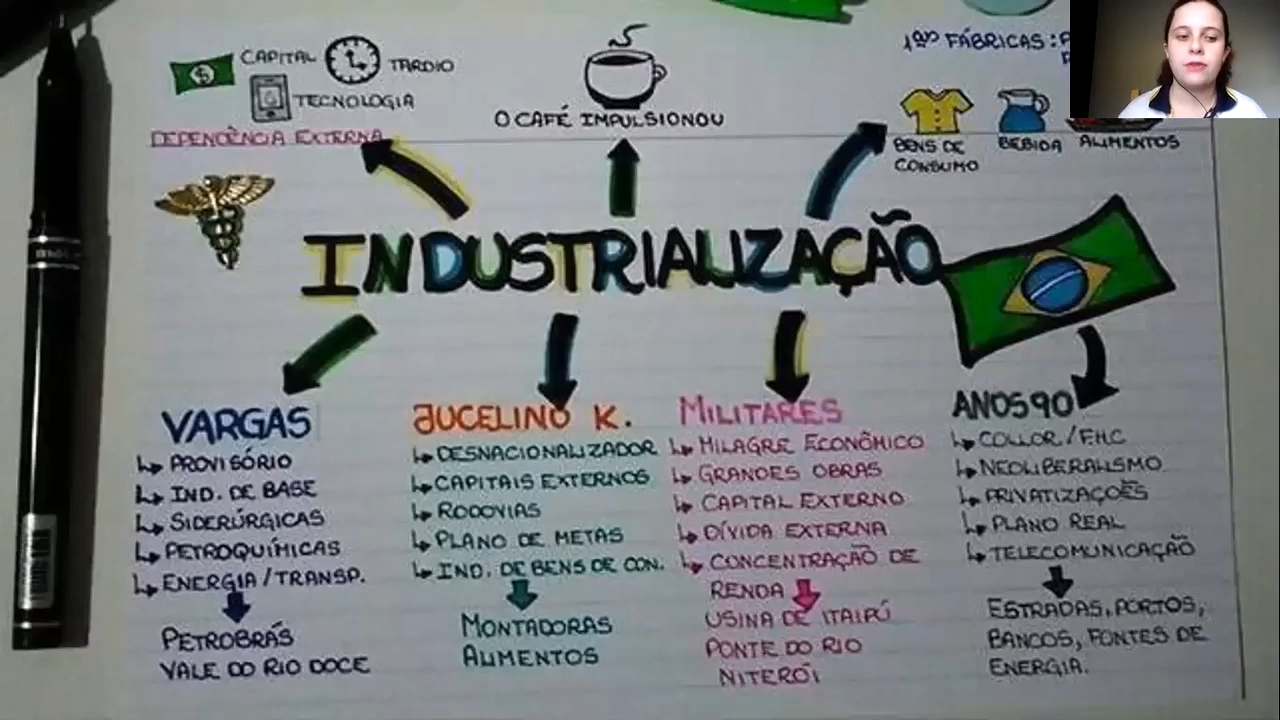 CAPITAL
TARDIO
TECNOLOGIA
DEPENDÊNCIA EXTERNA
O CAFÉ IMPULSIONOU
1ªS FÁBRICAS:
BENS DE
CONSUMO
BEBIDA
ALIMENTOS
INDUSTRIALIZAÇÃO
VARGAS
PROVISÓRIO
IND. DE BASE
SIDERÚRGICAS
PETROQUÍMICAS
ENERGIA/TRANSP.
PETROBRÁS
VALE DO RIO DOCE
JUCELINO K.
DESNACIONALIZADOR
CAPITAIS EXTERNOS
RODOVIAS
PLANO DE METAS
IND. DE BENS DE CON.
MONTADORAS
ALIMENTOS
MILITARES
MILAGRE ECONÔMICO
GRANDES OBRAS
CAPITAL EXTERNO
DÍVIDA EXTERNA
CONCENTRAÇÃO DE
RENDA
USINA DE ITAIPÚ
PONTE DO RIO
NITERÓI
ANOS 90
COLLOR/FHC
NEOLIBERALISMO
PRIVATIZAÇÕES
PLANO REAL
TELECOMUNICAÇÃO
ESTRADAS, PORTOS,
BANCOS, FONTES DE
ENERGIA.